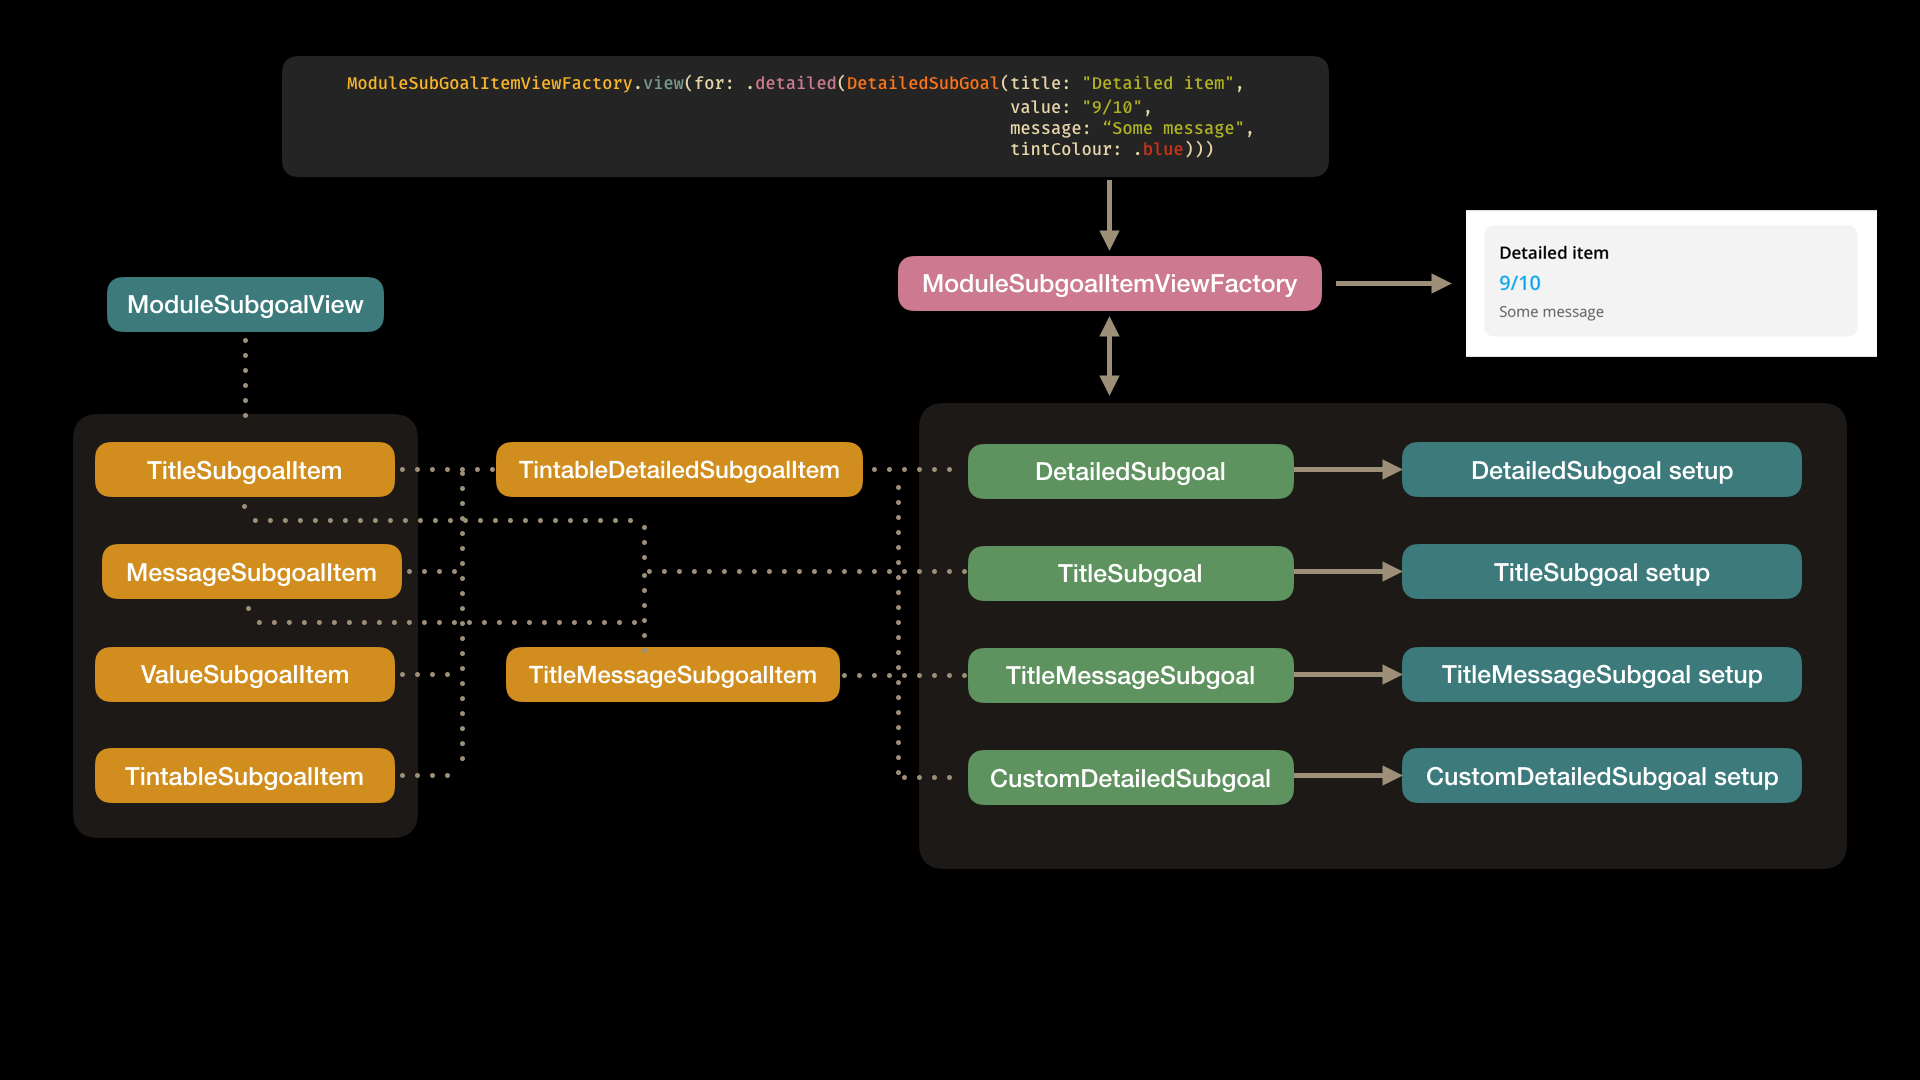 ModuleSubGoalItemViewFactory.view(for: .detailed(DetailedSubGoal(title: "Detailed item",
value: "9/10",
message: “Some message",
tintColour: .blue)))
ModuleSubgoalItemViewFactory
Detailed item
9/10
Some message
ModuleSubgoalView
TitleSubgoalItem
MessageSubgoalItem
ValueSubgoalItem
TintableSubgoalItem
TintableDetailedSubgoalItem
TitleMessageSubgoalItem
DetailedSubgoal
DetailedSubgoal setup
TitleSubgoal
TitleSubgoal setup
TitleMessageSubgoal
TitleMessageSubgoal setup
CustomDetailedSubgoal
CustomDetailedSubgoal setup